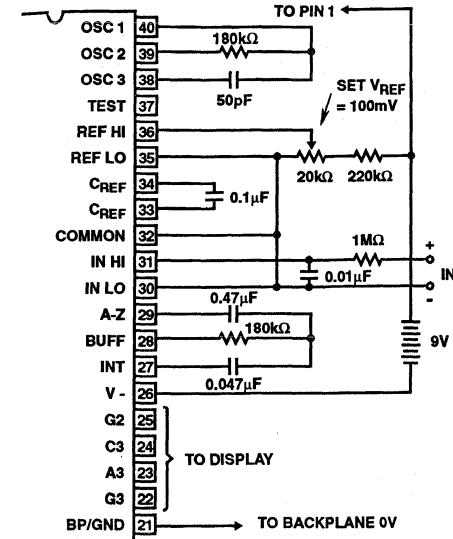 TO PIN 1
OSC 1 40
180kΩ
OSC 2 39
OSC 3 38
50pF
SET VREF
= 100mV
TEST 37
REF HI 36
REF LO 35
20kΩ 220kΩ
CREF 34
0.1µF
CREF 33
COMMON 32
1MΩ
+
IN HI 31
0.01µF
IN
IN LO 30
-
0.47µF
A-Z 29
180kΩ
BUFF 28
9V
INT 27
0.047µF
V - 26
G2 25
C3 24
TO DISPLAY
A3 23
G3 22
BP/GND 21
TO BACKPLANE 0V